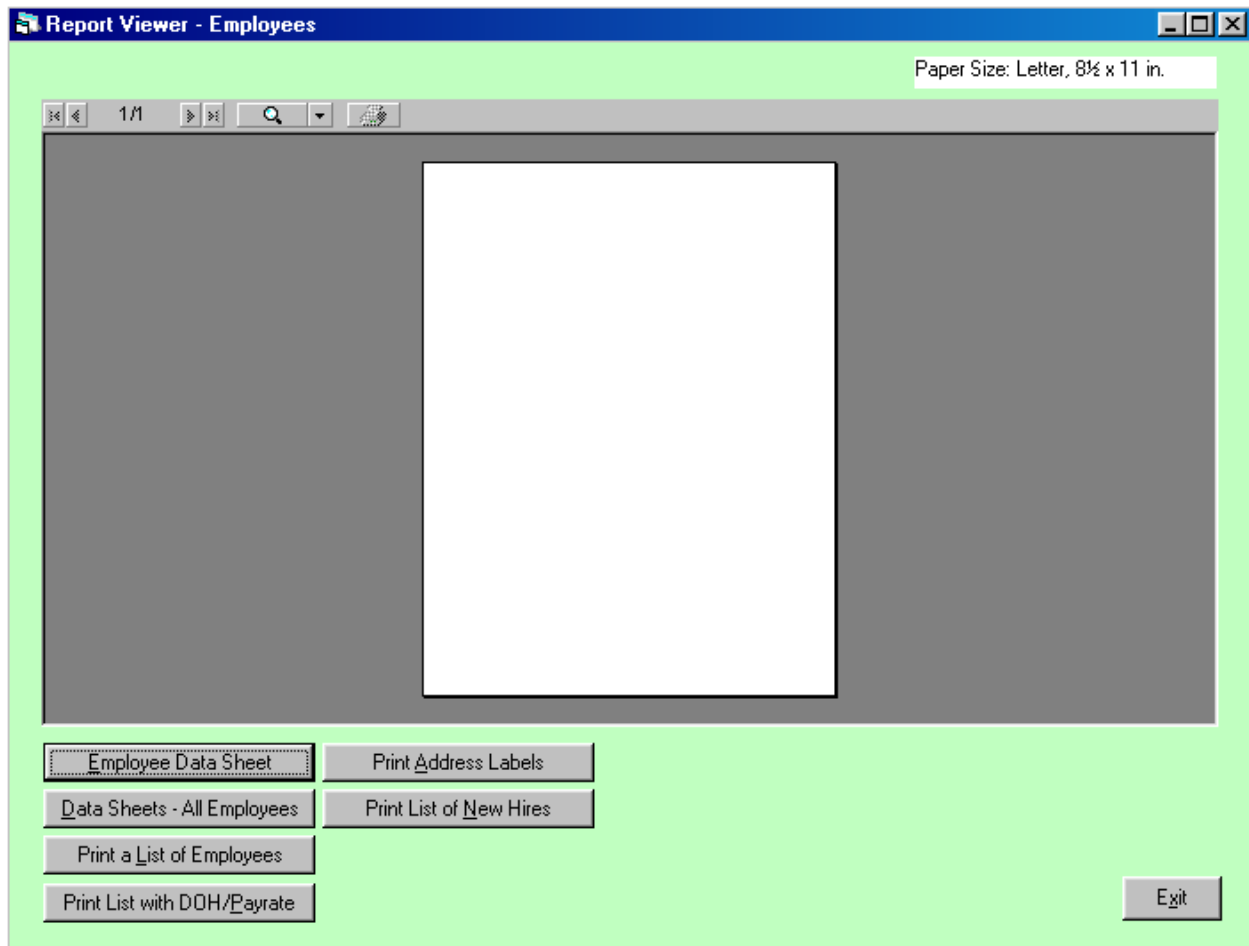 Report Viewer - Employees
Paper Size: Letter, 8½ x 11 in.
1/1
Employee Data Sheet
Print Address Labels
Data Sheets - All Employees
Print List of New Hires
Print a List of Employees
Print List with DOH/Payrate
Exit